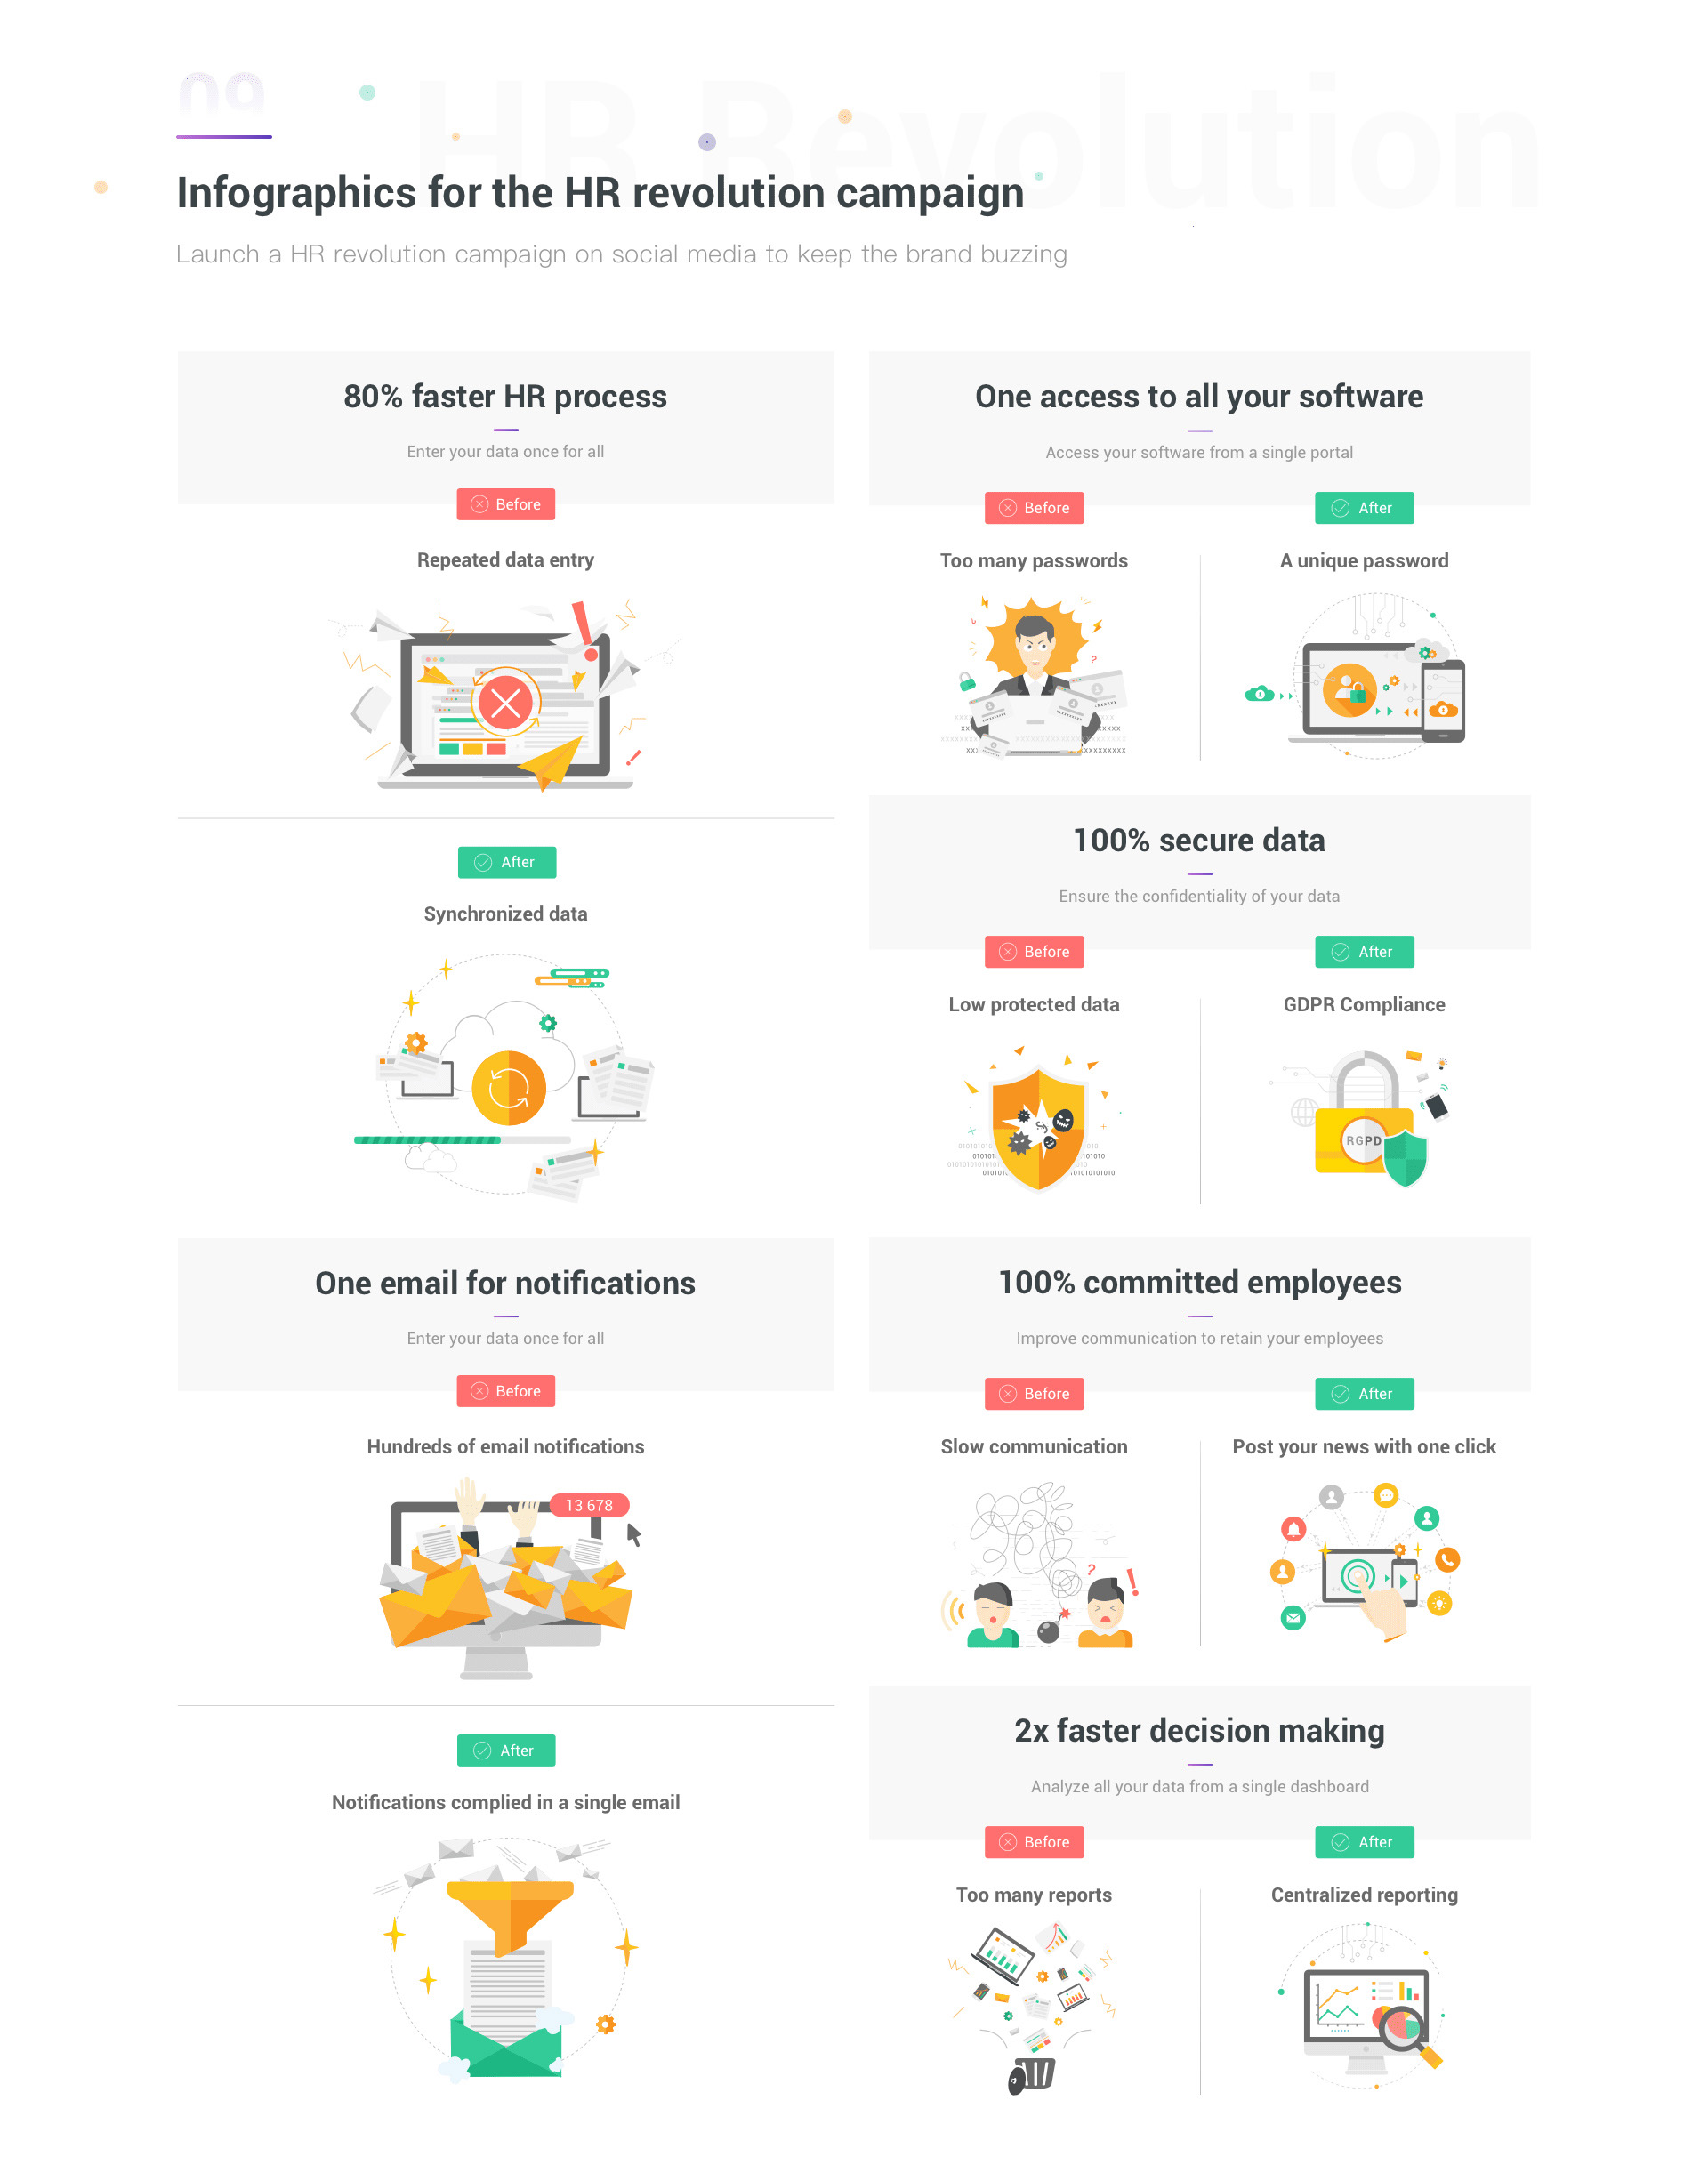 09
HR Revolution
Infographics for the HR revolution campaign
Launch a HR revolution campaign on social media to keep the brand buzzing
80% faster HR process
Enter your data once for all
Before
Repeated data entry
After
Synchronized data
One email for notifications
Enter your data once for all
Before
Hundreds of email notifications
13 678
After
Notifications complied in a single email
One access to all your software
Access your software from a single portal
Before
After
Too many passwords
A unique password
100% secure data
Ensure the confidentiality of your data
Before
After
Low protected data
GDPR Compliance
RGPD
100% committed employees
Improve communication to retain your employees
Before
After
Slow communication
Post your news with one click
2x faster decision making
Analyze all your data from a single dashboard
Before
After
Too many reports
Centralized reporting